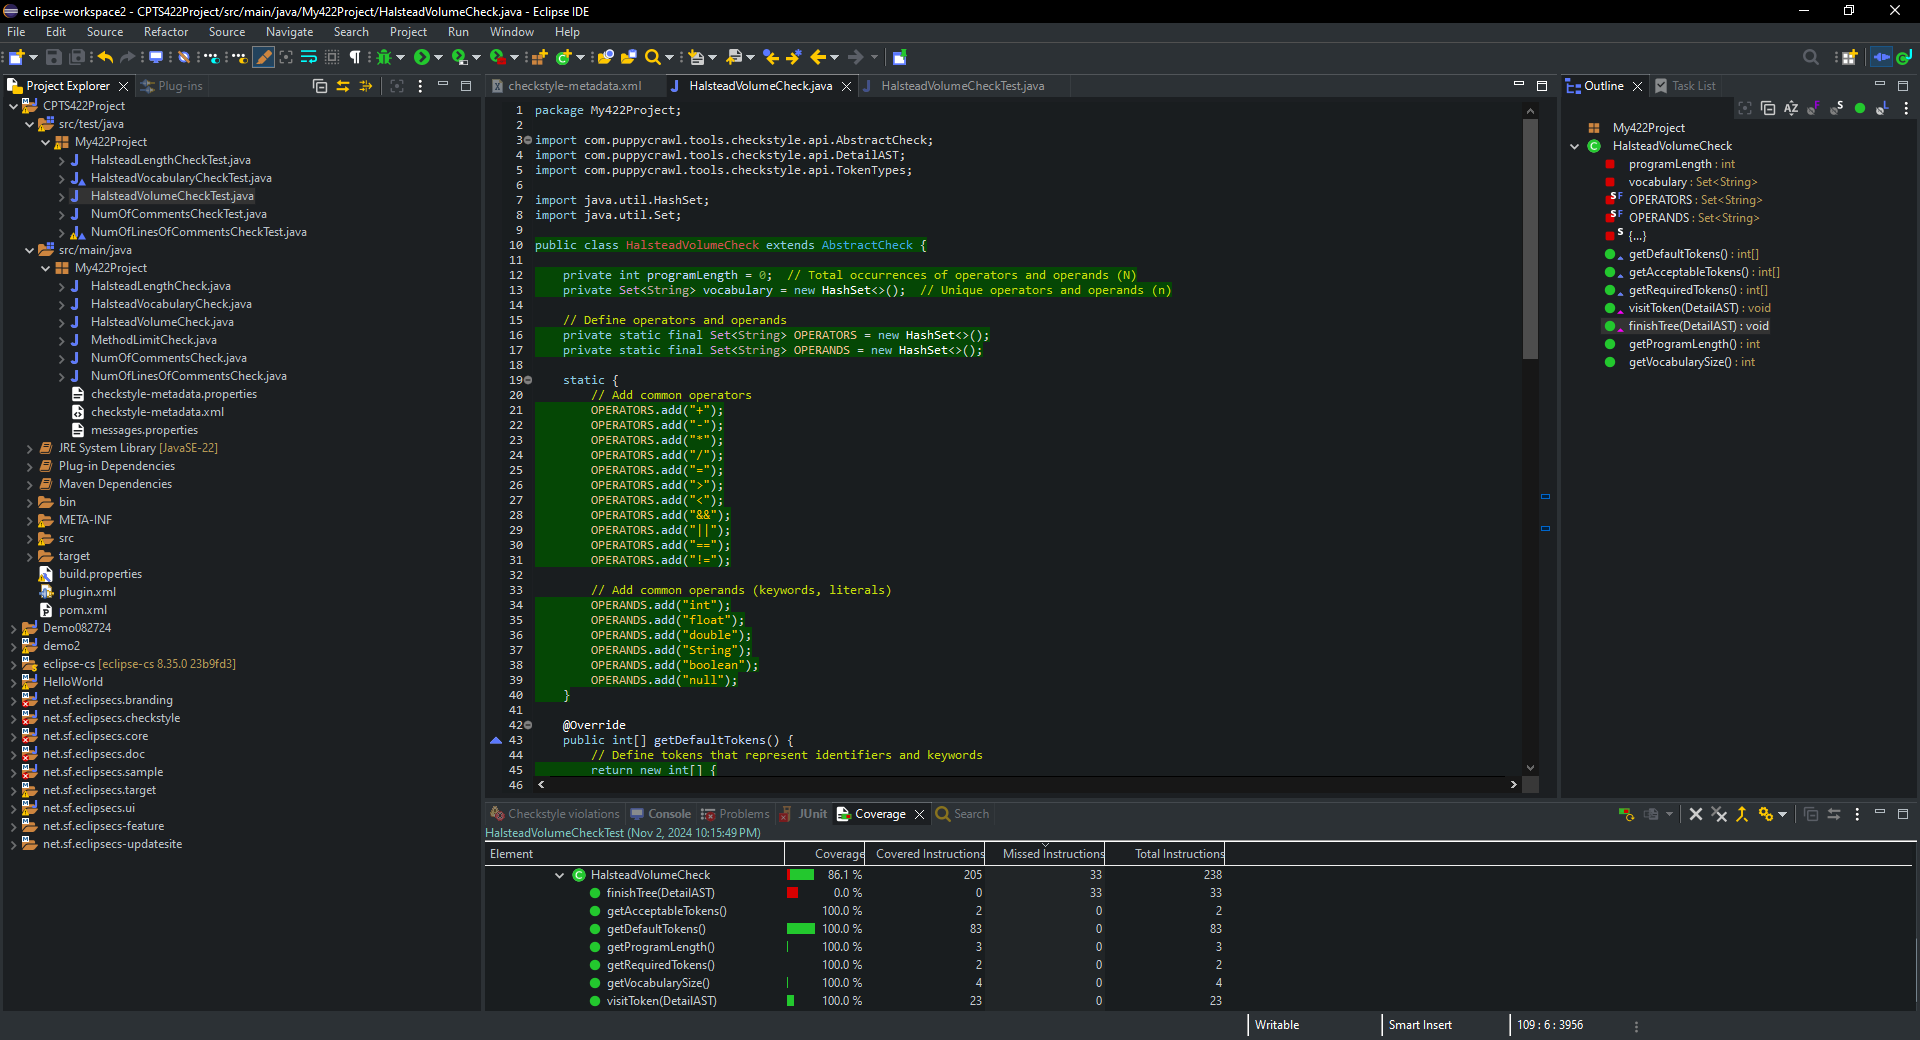 eclipse-workspace2 - CPTS422Project/src/main/java/My422Project/HalsteadVolumeCheck.java - Eclipse IDE
File Edit Source Refactor Source Navigate Search Project Run Window Help
Project Explorer
Plug-ins
CPTS422Project
src/test/java
My422Project
HalsteadLengthCheckTest.java
HalsteadVocabularyCheckTest.java
HalsteadVolumeCheckTest.java
NumOfCommentsCheckTest.java
NumOfLinesOfCommentsCheckTest.java
src/main/java
My422Project
HalsteadLengthCheck.java
HalsteadVocabularyCheck.java
HalsteadVolumeCheck.java
MethodLimitCheck.java
NumOfCommentsCheck.java
NumOfLinesOfCommentsCheck.java
checkstyle-metadata.properties
checkstyle-metadata.xml
messages.properties
JRE System Library [JavaSE-22]
Plug-in Dependencies
Maven Dependencies
bin
META-INF
src
target
build.properties
plugin.xml
pom.xml
Demo082724
demo2
eclipse-cs [eclipse-cs 8.35.0 23b9fd3]
HelloWorld
net.sf.eclipsecs.branding
net.sf.eclipsecs.checkstyle
net.sf.eclipsecs.core
net.sf.eclipsecs.doc
net.sf.eclipsecs.sample
net.sf.eclipsecs.target
net.sf.eclipsecs.ui
net.sf.eclipsecs-feature
net.sf.eclipsecs-updatesite
checkstyle-metadata.xml
HalsteadVolumeCheck.java
HalsteadVolumeCheckTest.java
1 package My422Project;
2
3 import com.puppycrawl.tools.checkstyle.api.AbstractCheck;
4 import com.puppycrawl.tools.checkstyle.api.DetailAST;
5 import com.puppycrawl.tools.checkstyle.api.TokenTypes;
6
7 import java.util.HashSet;
8 import java.util.Set;
9
10 public class HalsteadVolumeCheck extends AbstractCheck {
11
12 private int programLength = 0; // Total occurrences of operators and operands (N)
13 private Set<String> vocabulary = new HashSet<>(); // Unique operators and operands (n)
14
15 // Define operators and operands
16 private static final Set<String> OPERATORS = new HashSet<>();
17 private static final Set<String> OPERANDS = new HashSet<>();
18
19 static {
20 // Add common operators
21 OPERATORS.add("+");
22 OPERATORS.add("-");
23 OPERATORS.add("*");
24 OPERATORS.add("/");
25 OPERATORS.add("=");
26 OPERATORS.add(">");
27 OPERATORS.add("<");
28 OPERATORS.add("&&");
29 OPERATORS.add("||");
30 OPERATORS.add("==");
31 OPERATORS.add("!=");
32
33 // Add common operands (keywords, literals)
34 OPERANDS.add("int");
35 OPERANDS.add("float");
36 OPERANDS.add("double");
37 OPERANDS.add("String");
38 OPERANDS.add("boolean");
39 OPERANDS.add("null");
40 }
41
42 @Override
43 public int[] getDefaultTokens() {
44 // Define tokens that represent identifiers and keywords
45 return new int[] {
46
Outline
Task List
My422Project
HalsteadVolumeCheck
programLength : int
vocabulary : Set<String>
OPERATORS : Set<String>
OPERANDS : Set<String>
{...}
getDefaultTokens() : int[]
getAcceptableTokens() : int[]
getRequiredTokens() : int[]
visitToken(DetailAST) : void
finishTree(DetailAST) : void
getProgramLength() : int
getVocabularySize() : int
Checkstyle violations Console Problems JUnit Coverage Search
HalsteadVolumeCheckTest (Nov 2, 2024 10:15:49 PM)
Element Coverage Covered Instructions Missed Instructions Total Instructions
HalsteadVolumeCheck 86.1 % 205 33 238
finishTree(DetailAST) 0.0 % 0 33 33
getAcceptableTokens() 100.0 % 2 0 2
getDefaultTokens() 100.0 % 83 0 83
getProgramLength() 100.0 % 3 0 3
getRequiredTokens() 100.0 % 2 0 2
getVocabularySize() 100.0 % 4 0 4
visitToken(DetailAST) 100.0 % 23 0 23
Writable Smart Insert 109 : 6 : 3956